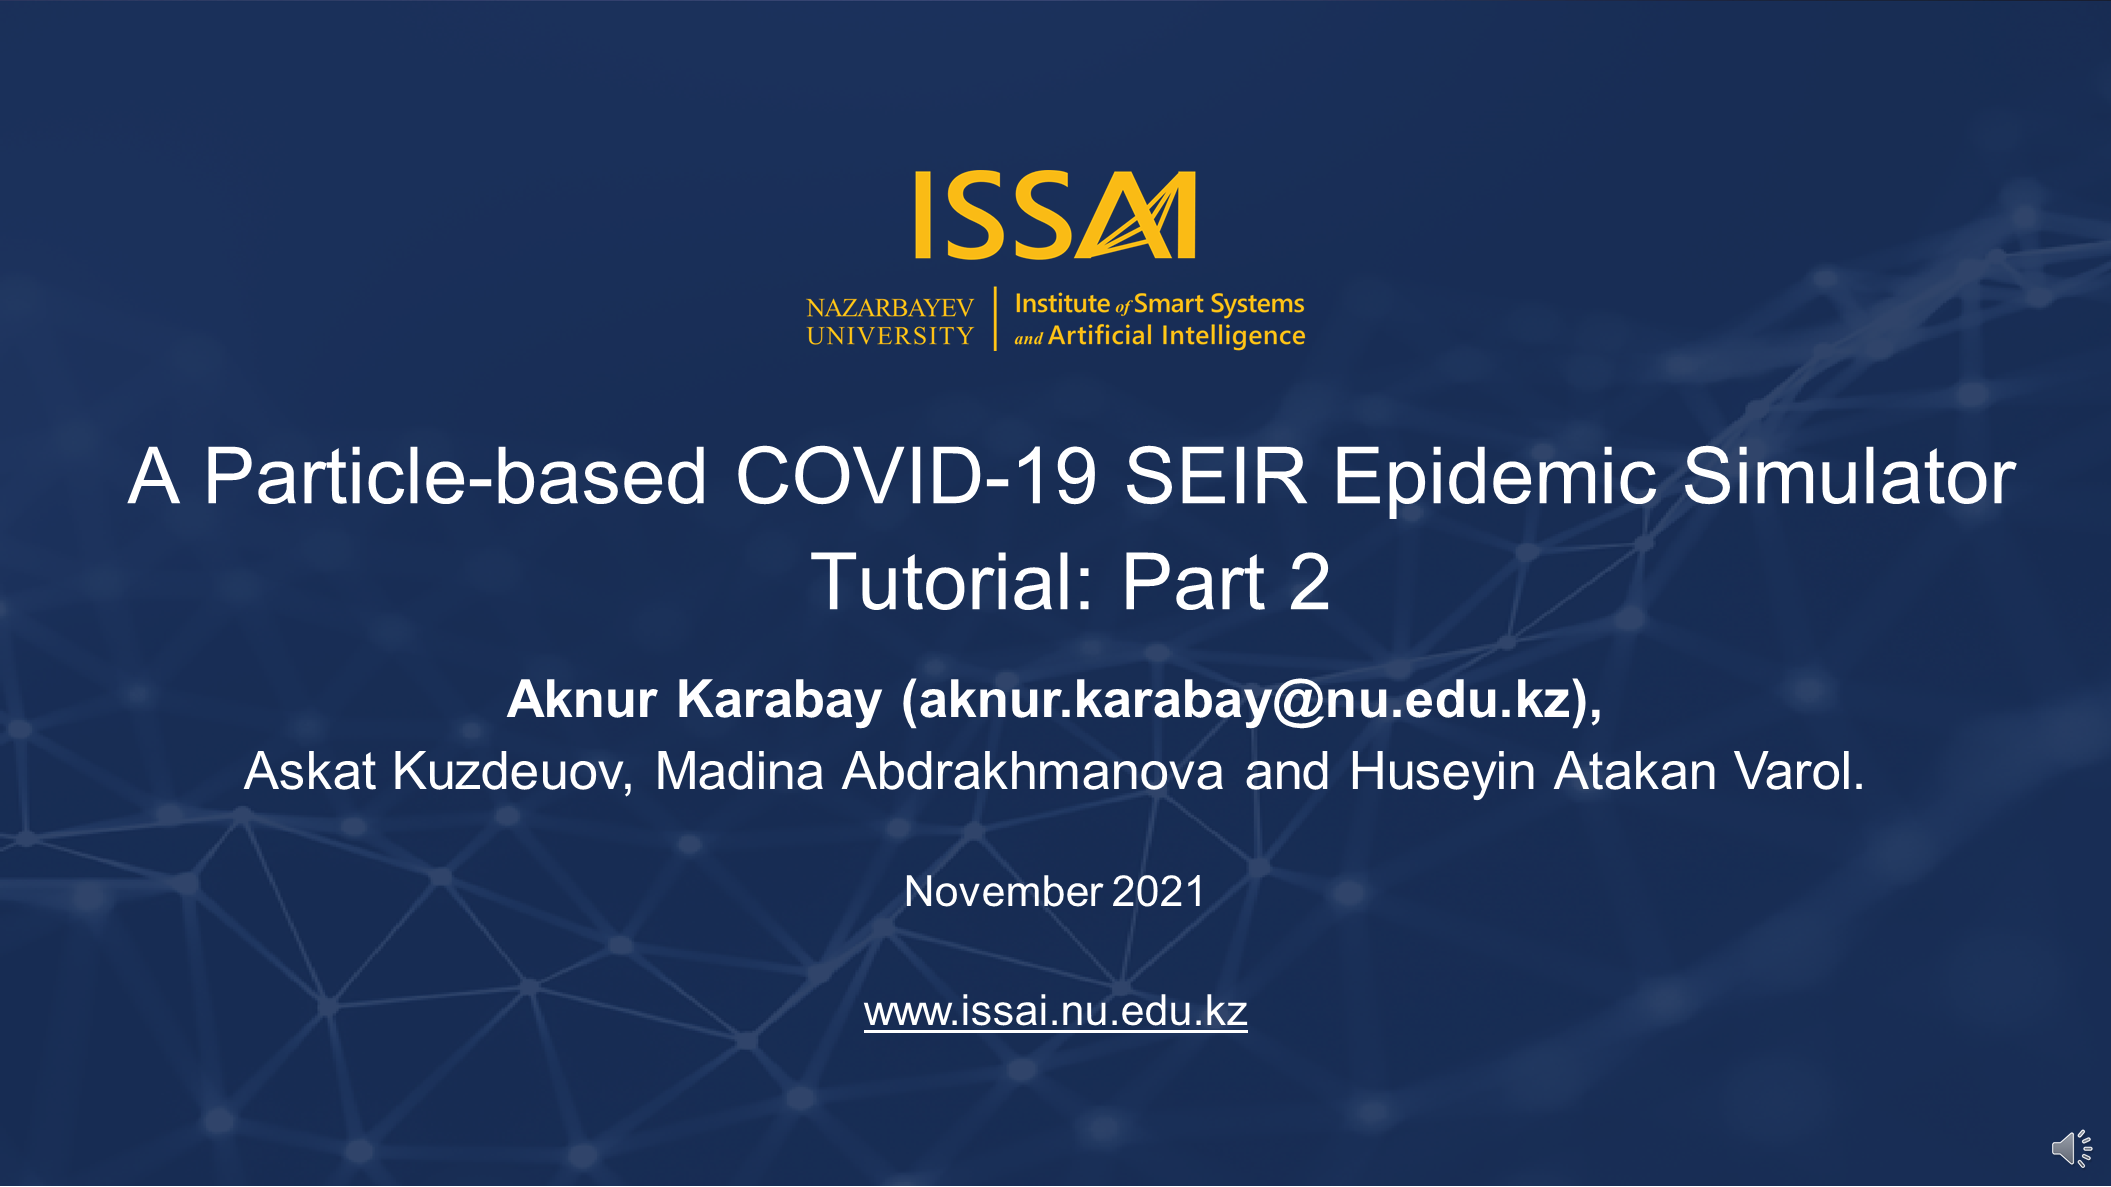 ISSAI
NAZARBAYEV
UNIVERSITY
Institute of Smart Systems
and Artificial Intelligence
A Particle-based COVID-19 SEIR Epidemic Simulator
Tutorial: Part 2
Aknur Karabay (aknur.karabay@nu.edu.kz),
Askat Kuzdeuov, Madina Abdrakhmanova and Huseyin Atakan Varol.
November 2021
www.issai.nu.edu.kz